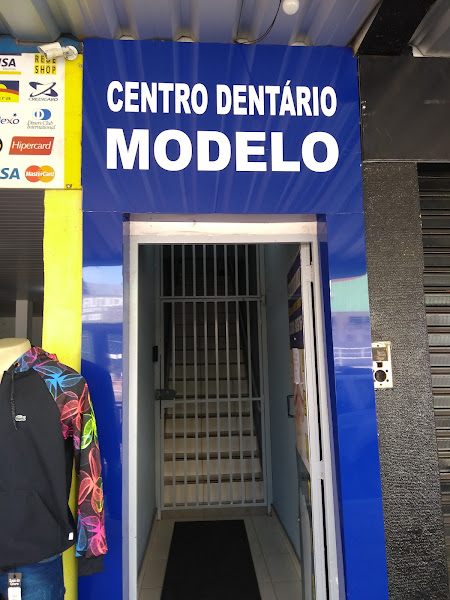 CENTRO DENTÁRIO
MODELO
VISA
REDE
SHOP
CREDICARD
Diners Club
International
Hipercard
VISA
MasterCard